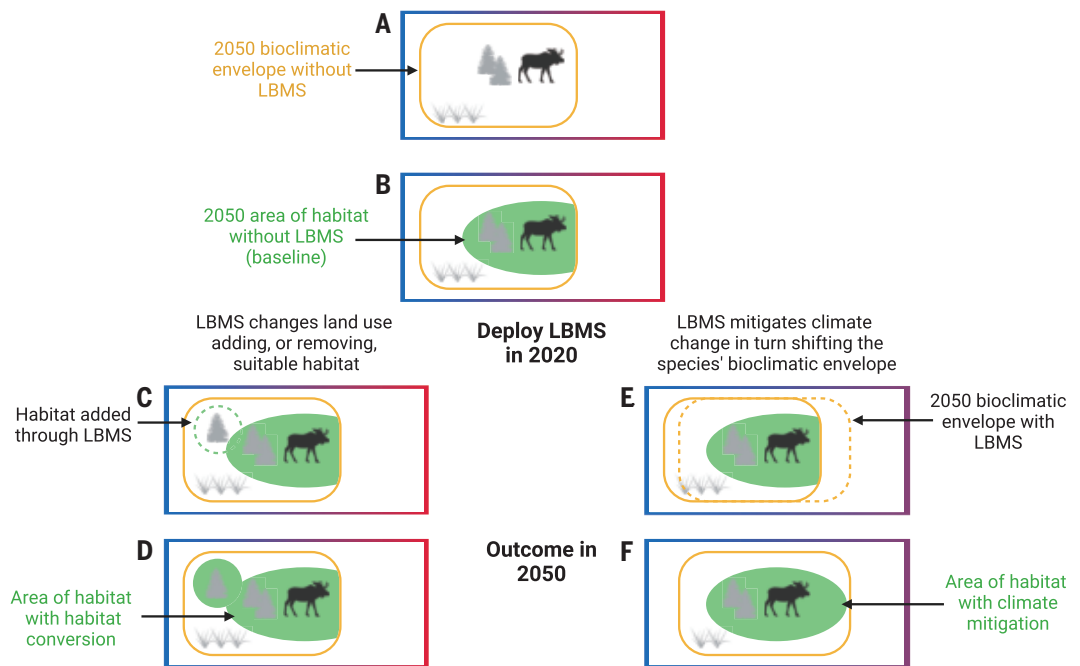 A
2050 bioclimatic
envelope without
LBMS
B
2050 area of habitat
without LBMS
(baseline)
LBMS changes land use
adding, or removing,
suitable habitat
Deploy LBMS
in 2020
LBMS mitigates climate
change in turn shifting the
species' bioclimatic envelope
C
Habitat added
through LBMS
E
2050 bioclimatic
envelope with
LBMS
D
Area of habitat
with habitat
conversion
Outcome in
2050
F
Area of habitat
with climate
mitigation